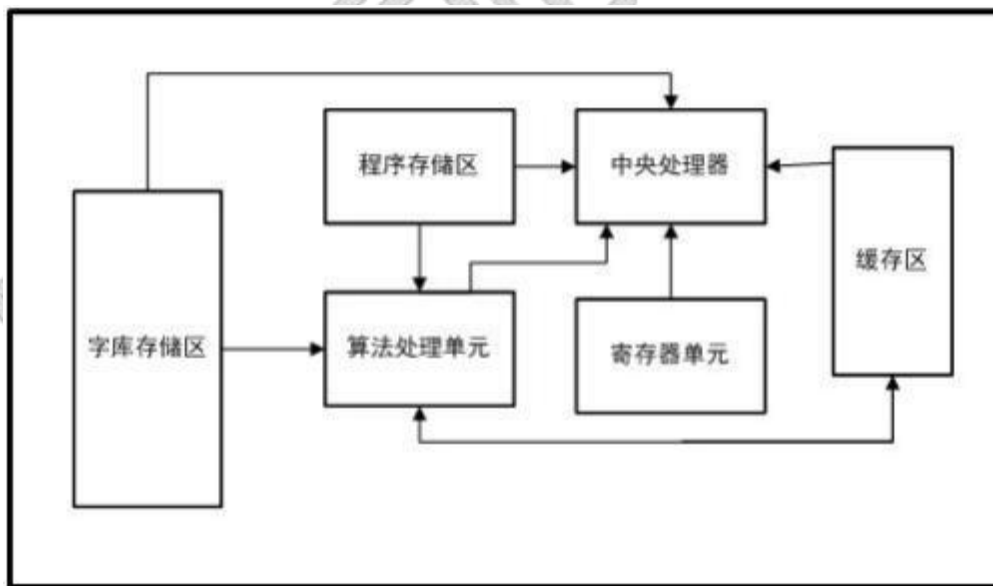 程序存储区
中央处理器
缓存区
字库存储区
算法处理单元
寄存器单元